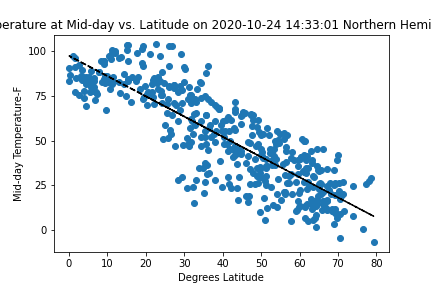 perature at Mid-day vs. Latitude on 2020-10-24 14:33:01 Northern Hemi
Mid-day Temperature-F
100
75
50
25
0
0 10 20 30 40 50 60 70 80
Degrees Latitude